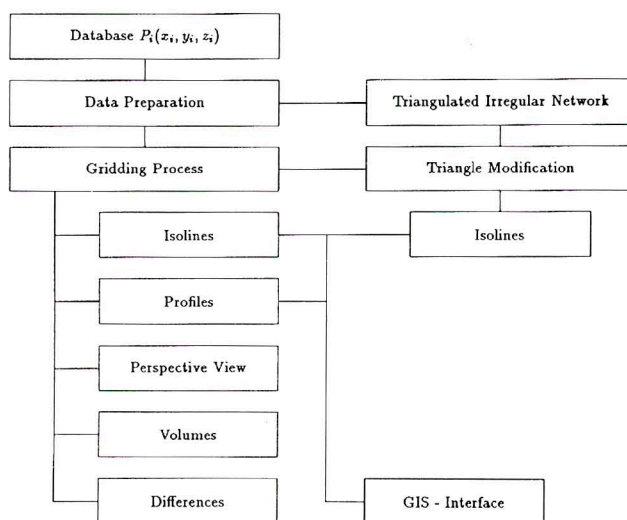 Database P_i(x_i, y_i, z_i)
Data Preparation
Triangulated Irregular Network
Gridding Process
Triangle Modification
Isolines
Isolines
Profiles
Perspective View
Volumes
Differences
GIS - Interface